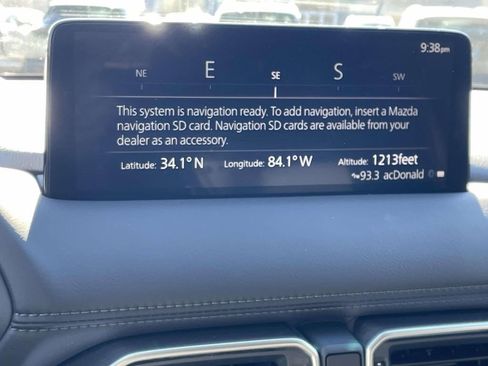 9:38pm
NE E SE S SW
This system is navigation ready. To add navigation, insert a Mazda
navigation SD card. Navigation SD cards are available from your
dealer as an accessory.
Latitude: 34.1°N Longitude: 84.1°W Altitude: 1213feet
93.3 acDonald